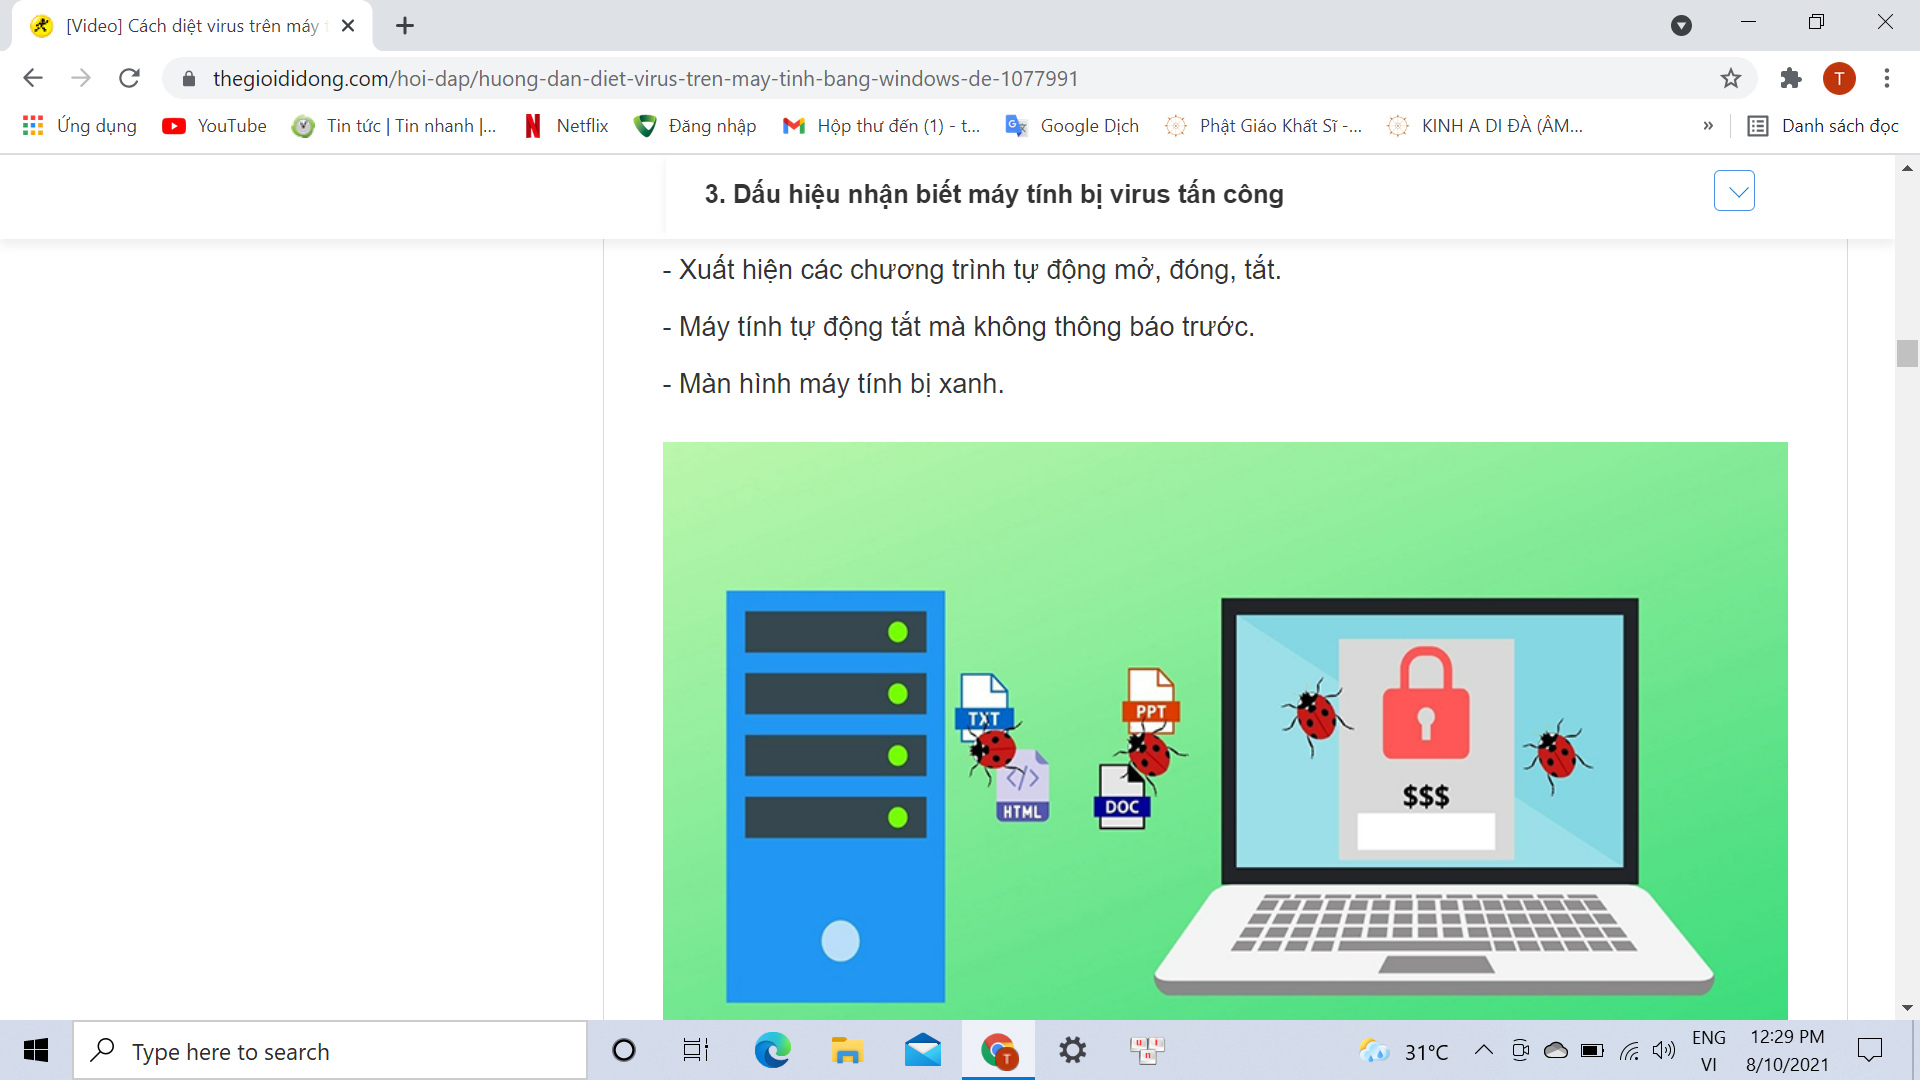 [Video] Cách diệt virus trên máy
thegioididong.com/hoi-dap/huong-dan-diet-virus-tren-may-tinh-bang-windows-de-1077991
T
Ứng dụng
YouTube
Tin tức | Tin nhanh |...
Netflix
Đăng nhập
Hộp thư đến (1) - t...
Google Dịch
Phật Giáo Khất Sĩ -...
KINH A DI ĐÀ (ÂM...
»
Danh sách đọc
3. Dấu hiệu nhận biết máy tính bị virus tấn công
- Xuất hiện các chương trình tự động mở, đóng, tắt.
- Máy tính tự động tắt mà không thông báo trước.
- Màn hình máy tính bị xanh.
TXT
HTML
PPT
DOC
$$$
Type here to search
T
u n i
31°C
ENG
VI
12:29 PM
8/10/2021